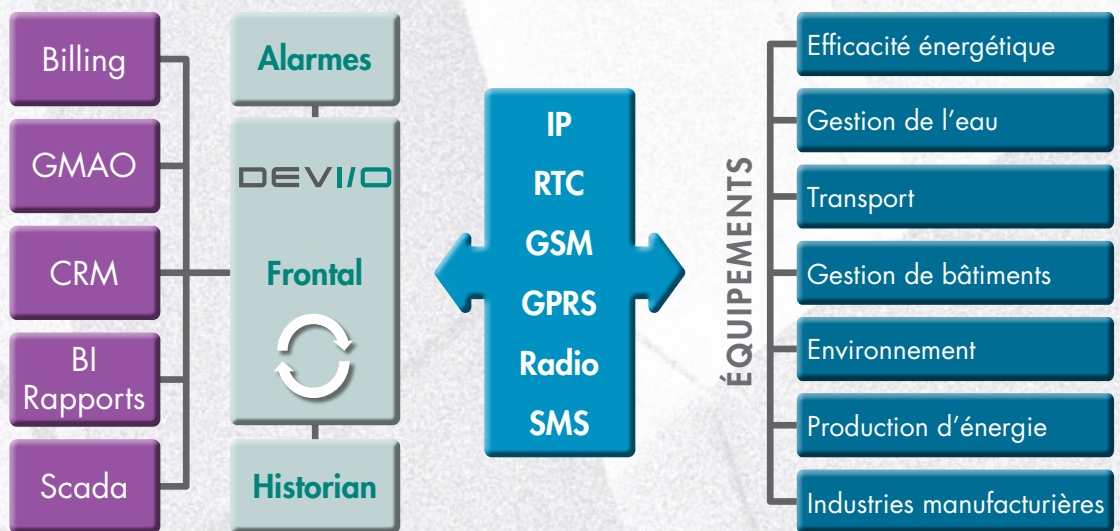 Billing
GMAO
CRM
BI
Rapports
Scada
Alarmes
DEVI/O
Frontal
Historian
IP
RTC
GSM
GPRS
Radio
SMS
ÉQUIPEMENTS
Efficacité énergétique
Gestion de l’eau
Transport
Gestion de bâtiments
Environnement
Production d’énergie
Industries manufacturières